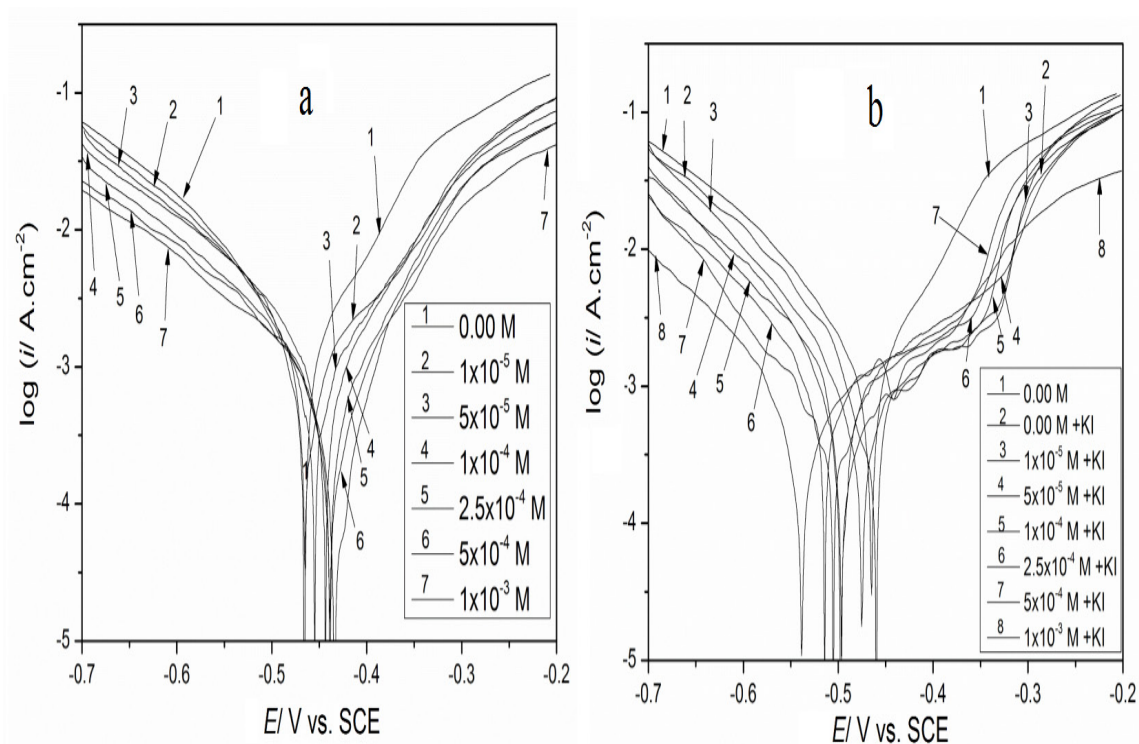 a
log (i/ A.cm⁻²)
-1
-2
-3
-4
-5
3
2
1
4
5
6
7
1
2
3
4
5
6
7
1 0.00 M
2 1x10⁻⁵ M
3 5x10⁻⁵ M
4 1x10⁻⁴ M
5 2.5x10⁻⁴ M
6 5x10⁻⁴ M
7 1x10⁻³ M
-0.7 -0.6 -0.5 -0.4 -0.3 -0.2
E/ V vs. SCE
b
log (i/ A.cm⁻²)
-1
-2
-3
-4
-5
1
2
3
8
7
4
5
6
1
2
3
7
8
4
5
6
1 0.00 M
2 0.00 M +KI
3 1x10⁻⁵ M +KI
4 5x10⁻⁵ M +KI
5 1x10⁻⁴ M +KI
6 2.5x10⁻⁴ M +KI
7 5x10⁻⁴ M +KI
8 1x10⁻³ M +KI
-0.7 -0.6 -0.5 -0.4 -0.3 -0.2
E/ V vs. SCE